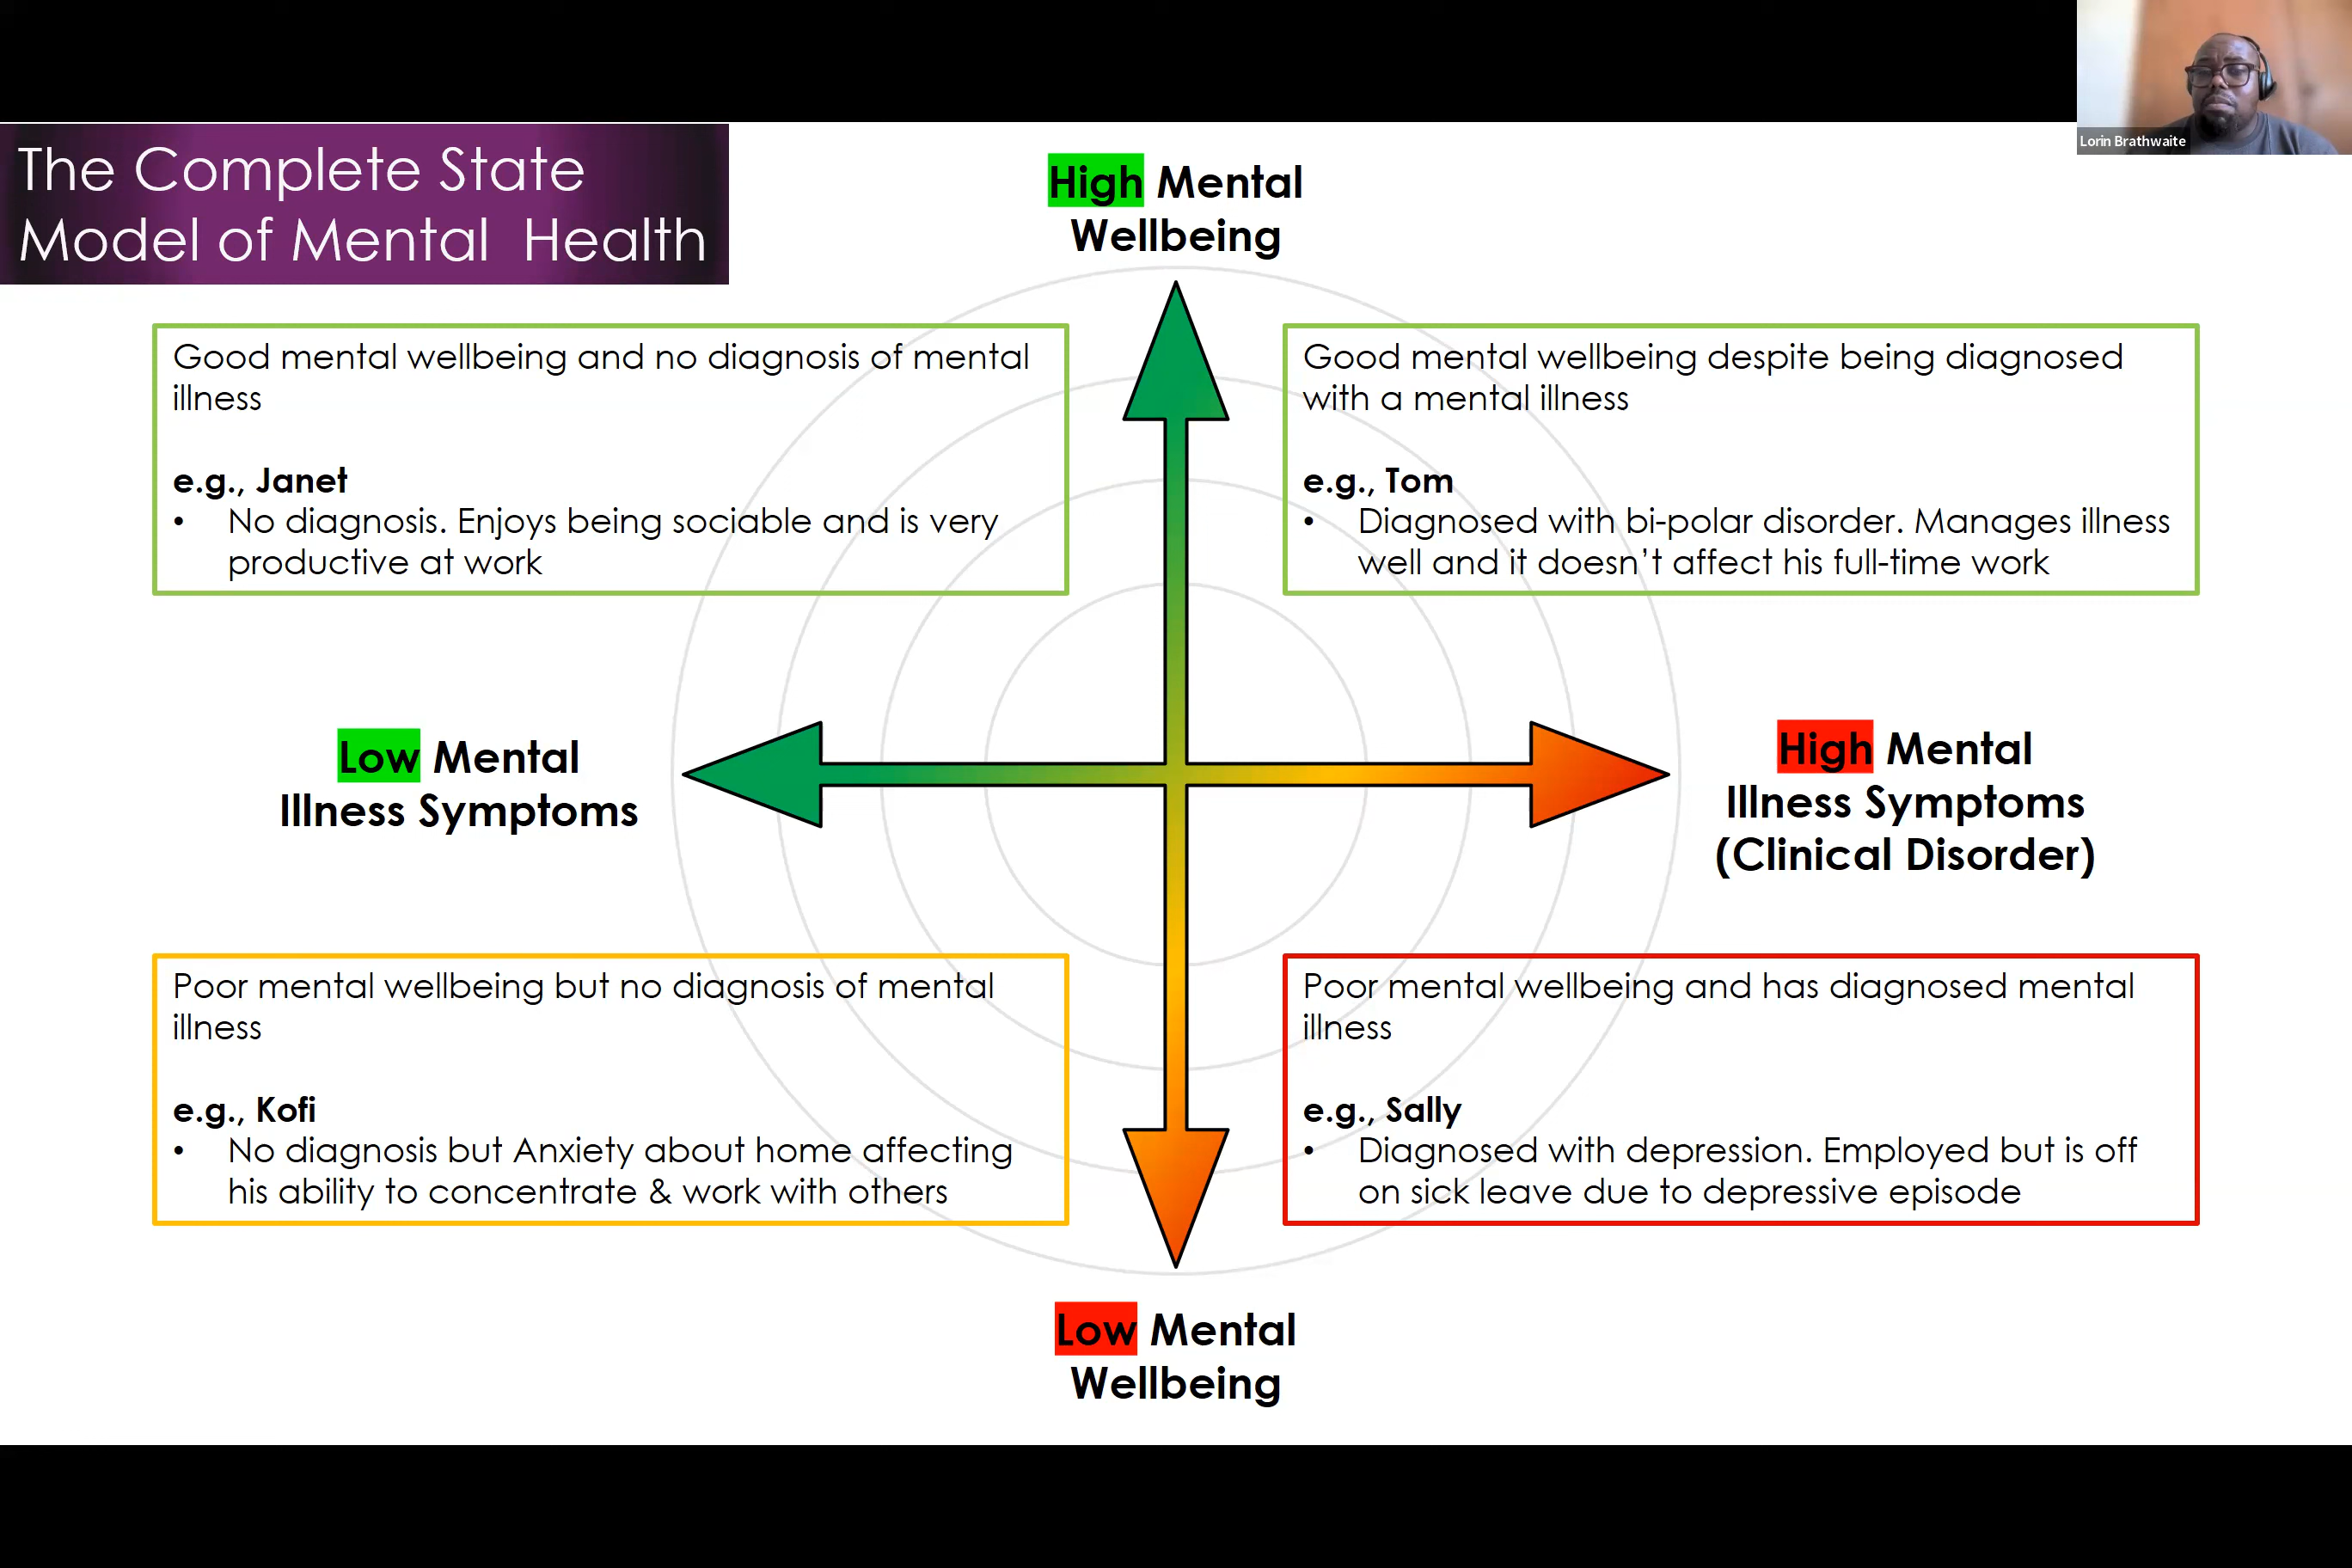 Lorin Brathwaite
The Complete State
Model of Mental Health
High Mental
Wellbeing
Good mental wellbeing and no diagnosis of mental
illness
e.g., Janet
• No diagnosis. Enjoys being sociable and is very
productive at work
Good mental wellbeing despite being diagnosed
with a mental illness
e.g., Tom
• Diagnosed with bi-polar disorder. Manages illness
well and it doesn’t affect his full-time work
Low Mental
Illness Symptoms
High Mental
Illness Symptoms
(Clinical Disorder)
Poor mental wellbeing but no diagnosis of mental
illness
e.g., Kofi
• No diagnosis but Anxiety about home affecting
his ability to concentrate & work with others
Poor mental wellbeing and has diagnosed mental
illness
e.g., Sally
• Diagnosed with depression. Employed but is off
on sick leave due to depressive episode
Low Mental
Wellbeing